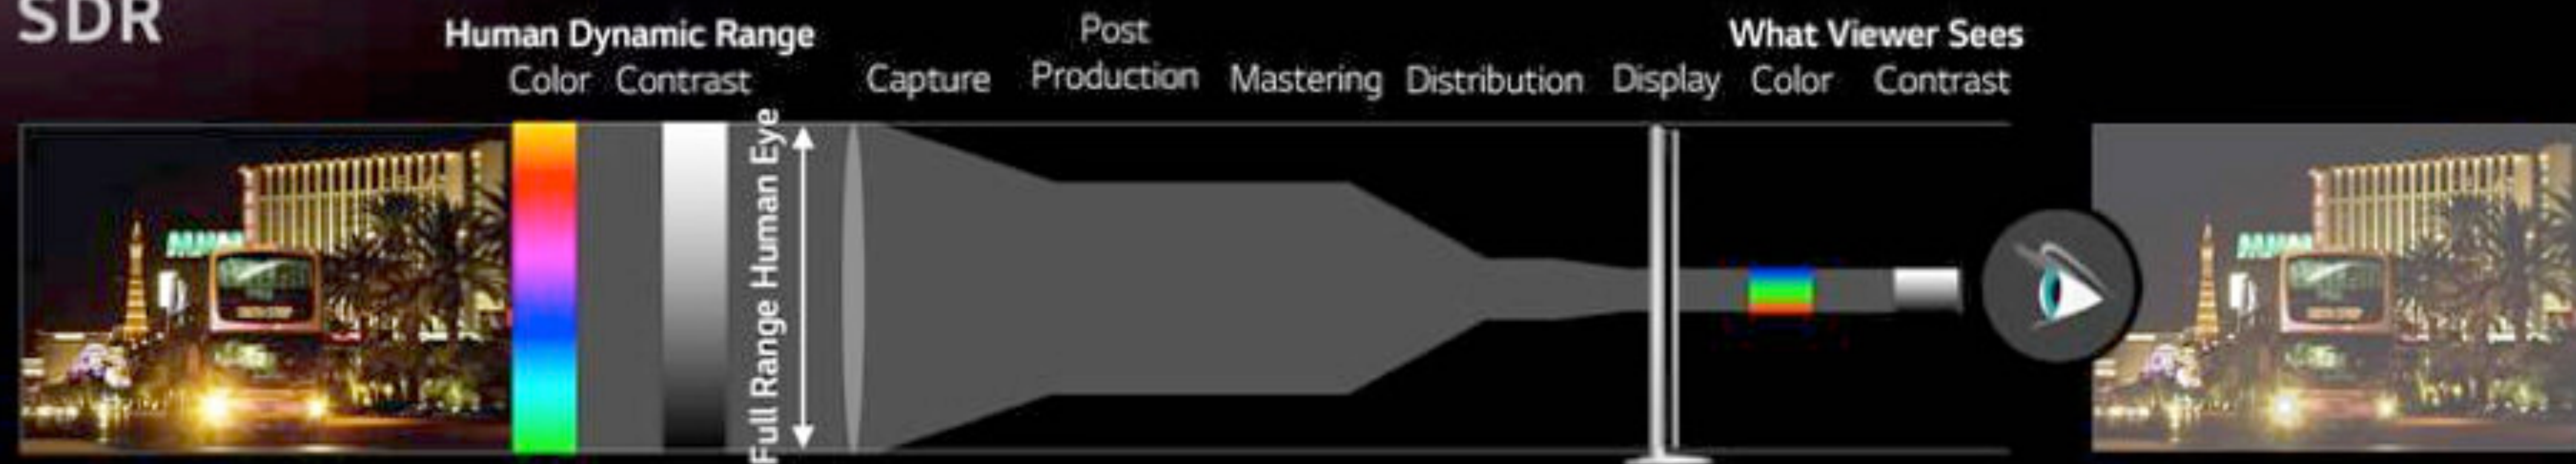 SDR
Human Dynamic Range
Color Contrast
Full Range Human Eye
Capture
Post
Production
Mastering
Distribution
Display
What Viewer Sees
Color Contrast